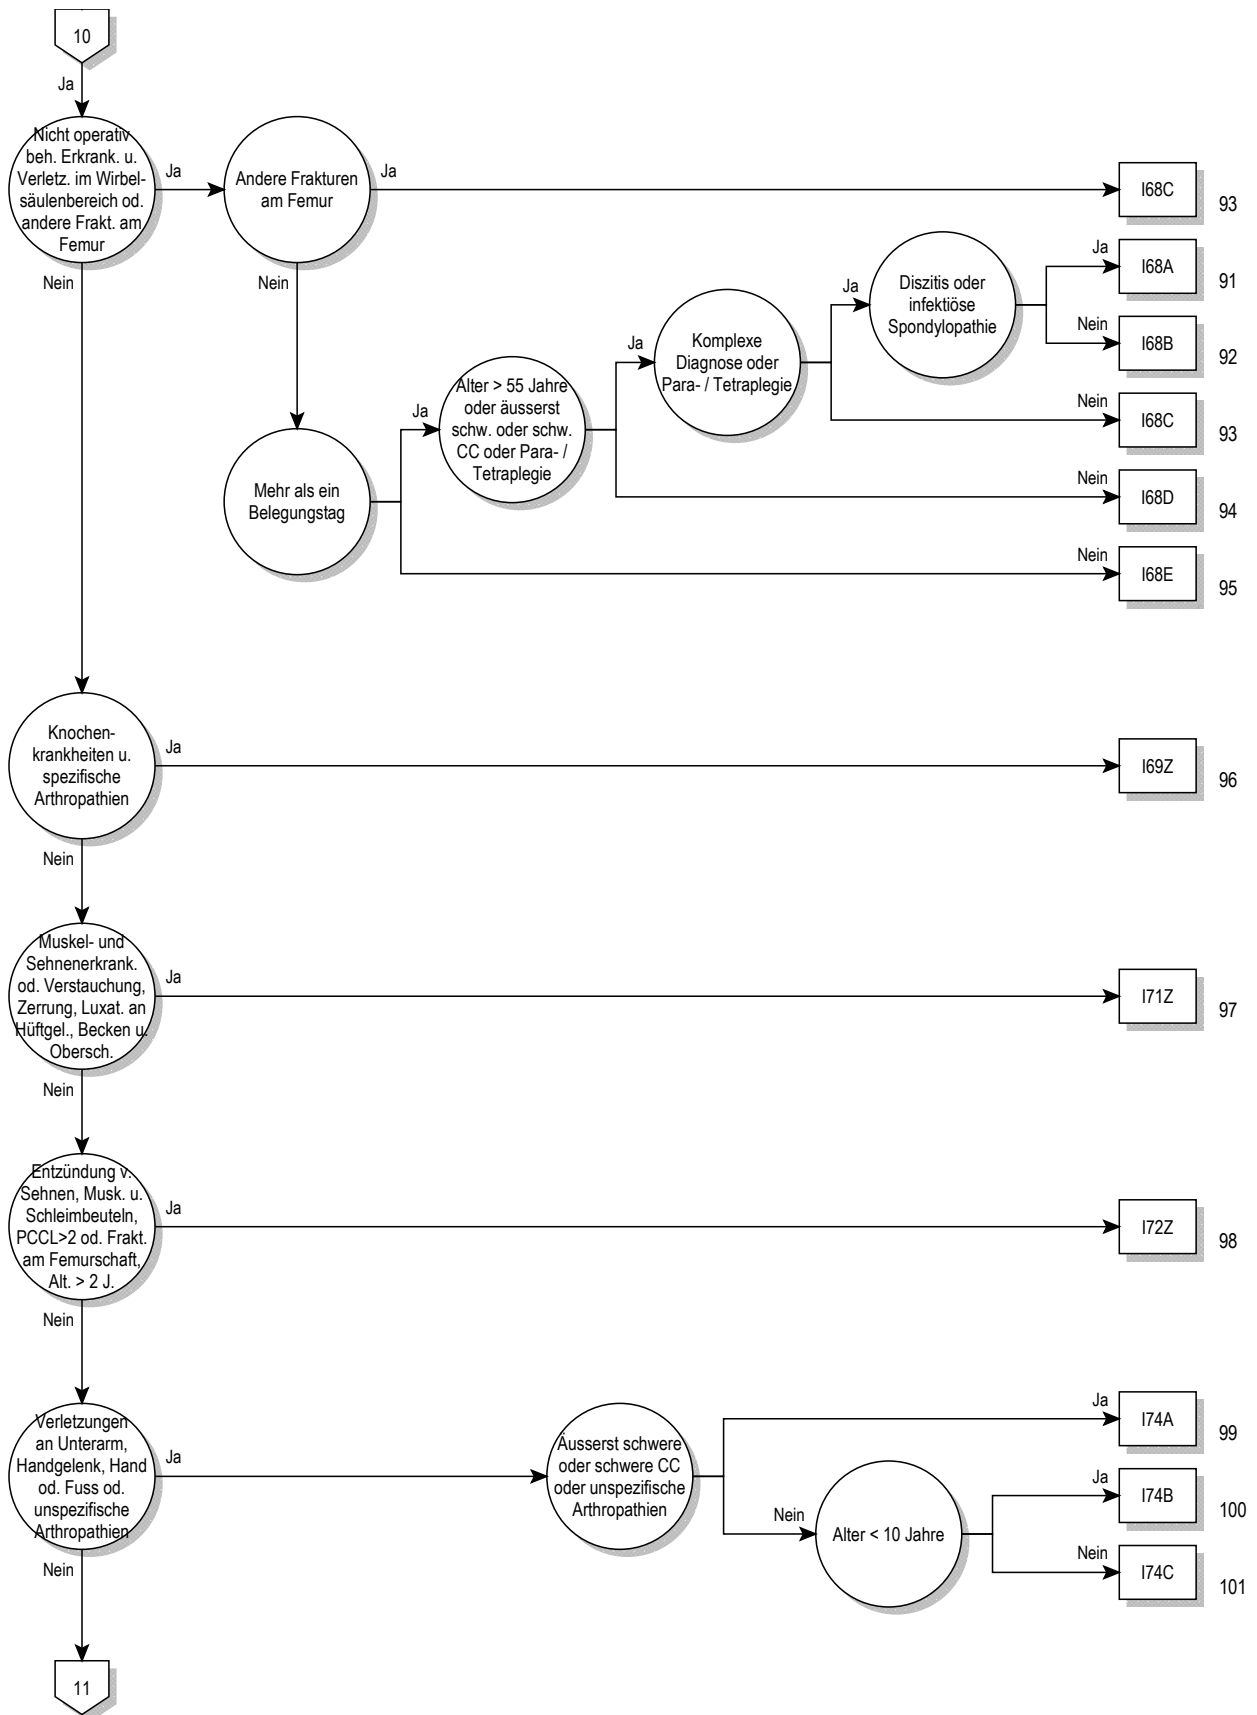 10
Ja
Nicht operativ
beh. Erkrank. u.
Verletz. im Wirbel-
säulenbereich od.
andere Frakt. am
Femur
Ja
Andere Frakturen
am Femur
Ja
I68C
93
Nein
Nein
Mehr als ein
Belegungstag
Ja
Alter > 55 Jahre
oder äusserst
schw. oder schw.
CC oder Para- /
Tetraplegie
Ja
Komplexe
Diagnose oder
Para- / Tetraplegie
Ja
Diszitis oder
infektiöse
Spondylopathie
Ja
I68A
91
Nein
I68B
92
Nein
I68C
93
Nein
I68D
94
Nein
I68E
95
Knochen-
krankheiten u.
spezifische
Arthropathien
Ja
I69Z
96
Nein
Muskel- und
Sehnenerkrank.
od. Verstauchung,
Zerrung, Luxat. an
Hüftgel., Becken u.
Obersch.
Ja
I71Z
97
Nein
Entzündung v.
Sehnen, Musk. u.
Schleimbeuteln,
PCCL>2 od. Frakt.
am Femurschaft,
Alt. > 2 J.
Ja
I72Z
98
Nein
Verletzungen
an Unterarm,
Handgelenk, Hand
od. Fuss od.
unspezifische
Arthropathien
Ja
Äusserst schwere
oder schwere CC
oder unspezifische
Arthropathien
Ja
I74A
99
Nein
Alter < 10 Jahre
Ja
I74B
100
Nein
I74C
101
Nein
11